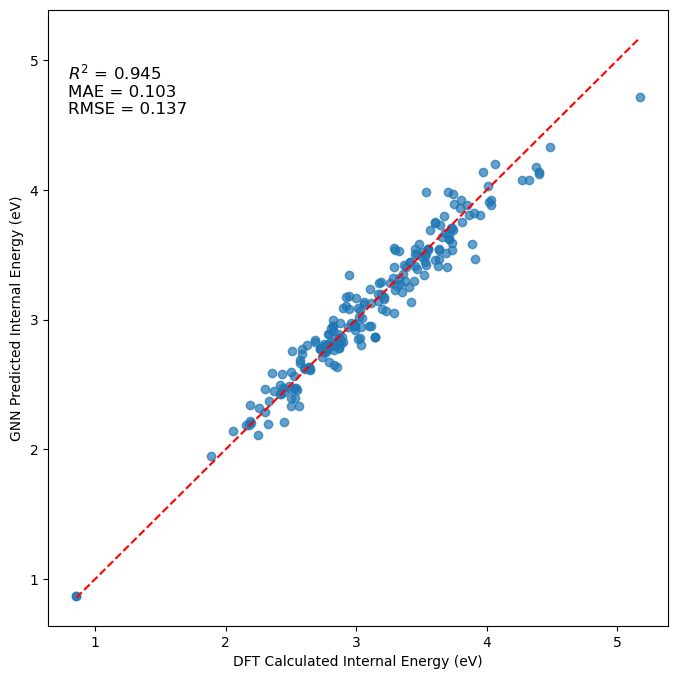 R² = 0.945
MAE = 0.103
RMSE = 0.137
GNN Predicted Internal Energy (eV)
5
4
3
2
1
1 2 3 4 5
DFT Calculated Internal Energy (eV)